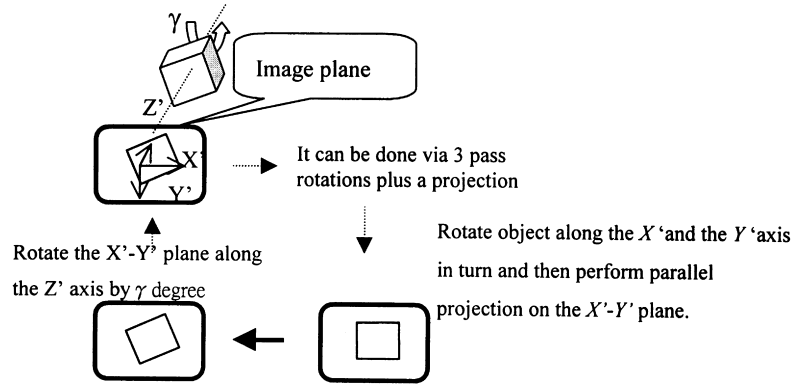 γ
Image plane
Z'
X'
Y'
It can be done via 3 pass
rotations plus a projection
Rotate object along the X 'and the Y 'axis
in turn and then perform parallel
projection on the X'-Y' plane.
Rotate the X'-Y' plane along
the Z' axis by γ degree